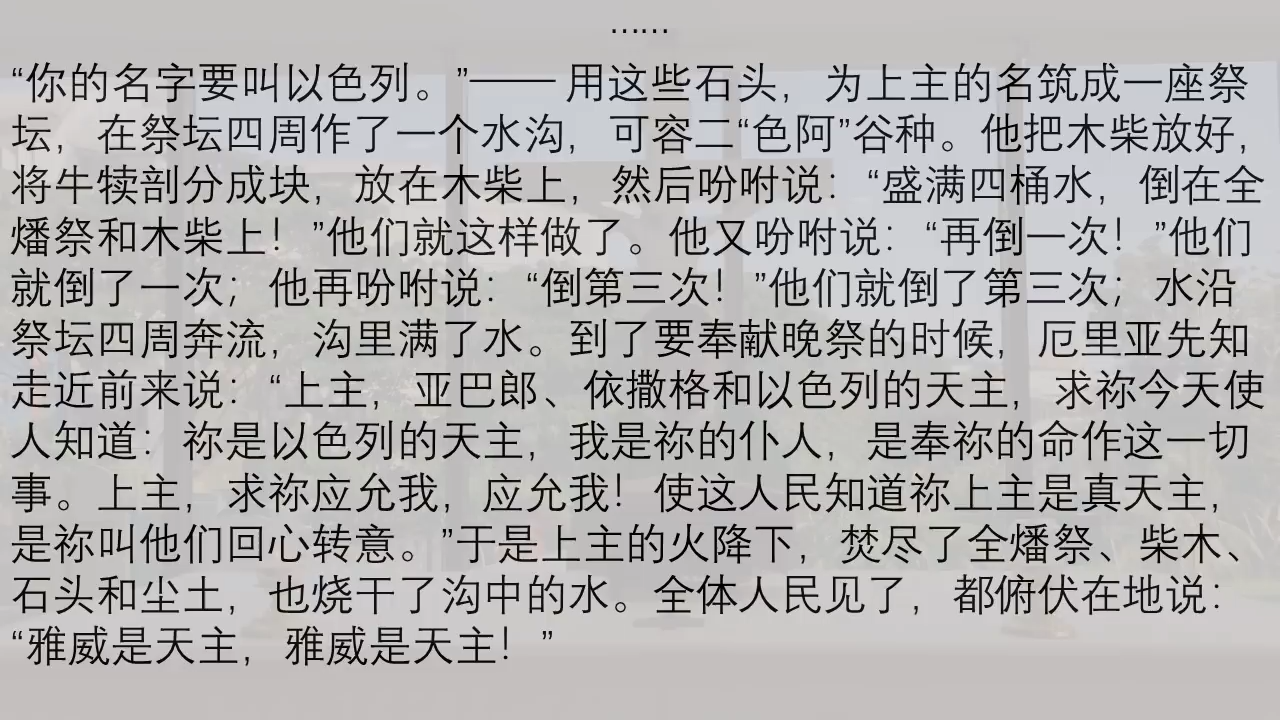 ……
“你的名字要叫以色列。”—— 用这些石头，为上主的名筑成一座祭
坛，在祭坛四周作了一个水沟，可容二“色阿”谷种。他把木柴放好，
将牛犊剖分成块，放在木柴上，然后吩咐说：“盛满四桶水，倒在全
燔祭和木柴上！”他们就这样做了。他又吩咐说：“再倒一次！”他们
就倒了一次；他再吩咐说：“倒第三次！”他们就倒了第三次；水沿
祭坛四周奔流，沟里满了水。到了要奉献晚祭的时候，厄里亚先知
走近前来说：“上主，亚巴郎、依撒格和以色列的天主，求祢今天使
人知道：祢是以色列的天主，我是祢的仆人，是奉祢的命作这一切
事。上主，求祢应允我，应允我！使这人民知道祢上主是真天主，
是祢叫他们回心转意。”于是上主的火降下，焚尽了全燔祭、柴木、
石头和尘土，也烧干了沟中的水。全体人民见了，都俯伏在地说：
“雅威是天主，雅威是天主！”